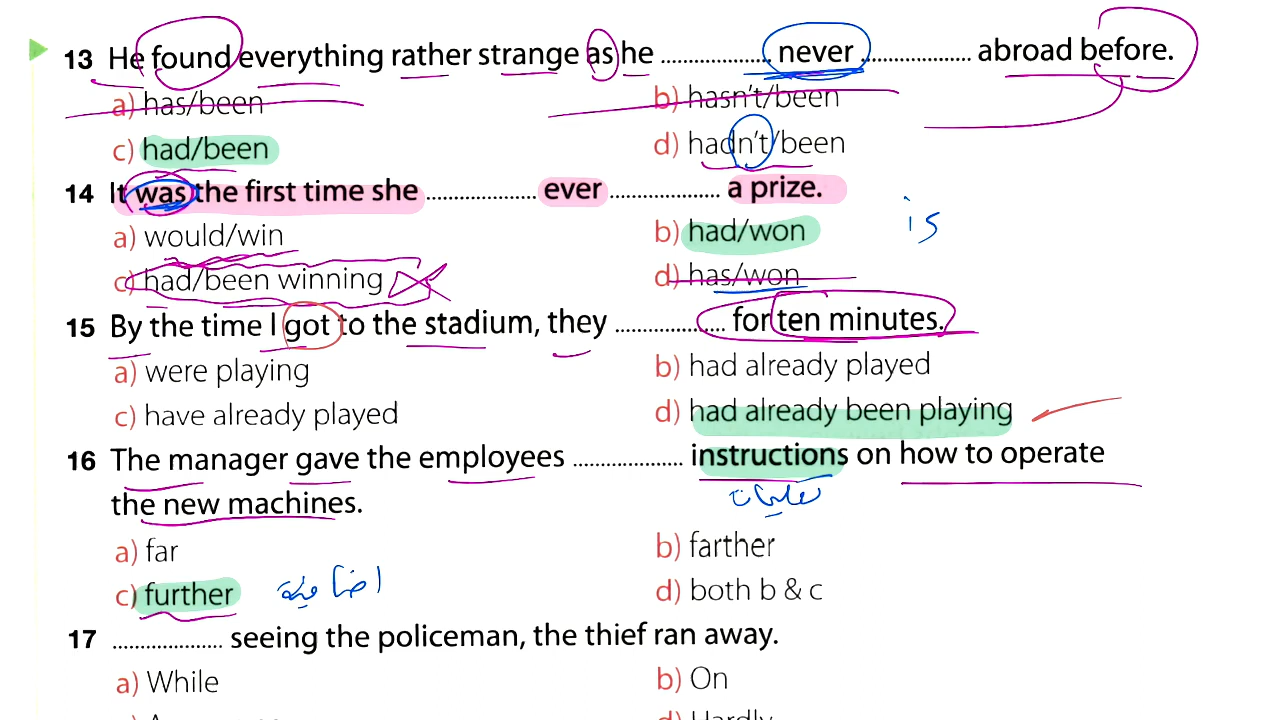 13 He found everything rather strange as he .................... never .................... abroad before.
a) has/been b) hasn't/been
c) had/been d) hadn't/been
14 It was the first time she .................... ever .................... a prize.
a) would/win b) had/won
is
c) had/been winning d) has/won
15 By the time I got to the stadium, they .................... for ten minutes.
a) were playing b) had already played
c) have already played d) had already been playing
16 The manager gave the employees .................... instructions on how to operate
تعليمات
the new machines.
a) far b) farther
c) further اضافية d) both b & c
17 .................... seeing the policeman, the thief ran away.
a) While b) On
d) Hardly